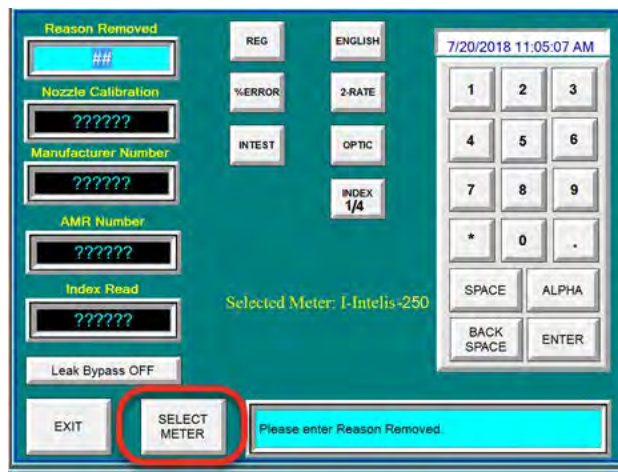 Reason Removed
##
Nozzle Calibration
??????
Manufacturer Number
??????
AMR Number
??????
Index Read
??????
Leak Bypass OFF
EXIT
SELECT
METER
REG
ENGLISH
%ERROR
2-RATE
INTEST
OPTIC
INDEX
1/4
Selected Meter: I-Intelis-250
Please enter Reason Removed.
7/20/2018 11:05:07 AM
1 2 3
4 5 6
7 8 9
* 0 .
SPACE ALPHA
BACK
SPACE
ENTER